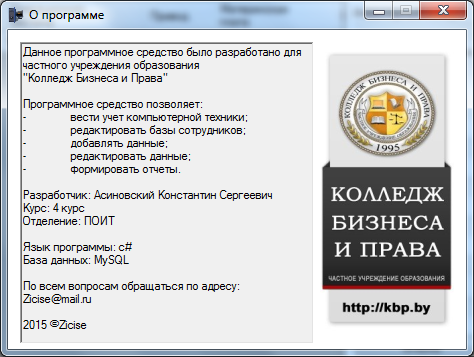 О программе
Данное программное средство было разработано для
частного учреждения образования
"Колледж Бизнеса и Права"
Программное средство позволяет:
- вести учет компьютерной техники;
- редактировать базы сотрудников;
- добавлять данные;
- редактировать данные;
- формировать отчеты.
Разработчик: Асиновский Константин Сергеевич
Курс: 4 курс
Отделение: ПОИТ
Язык программы: c#
База данных: MySQL
По всем вопросам обращаться по адресу:
Zicise@mail.ru
2015 ©Zicise
КОЛЛЕДЖ БИЗНЕСА И ПРАВА
1995
КОЛЛЕДЖ
БИЗНЕСА
И ПРАВА
ЧАСТНОЕ УЧРЕЖДЕНИЕ ОБРАЗОВАНИЯ
http://kbp.by